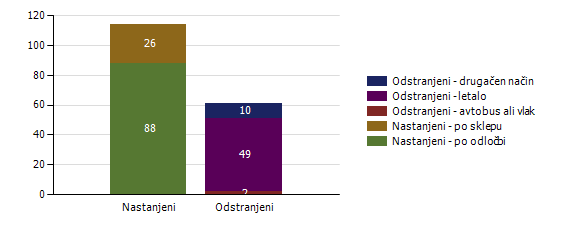 120
100
80
60
40
20
0
26
88
10
49
2
Nastanjeni
Odstranjeni
Odstranjeni - drugačen način
Odstranjeni - letalo
Odstranjeni - avtobus ali vlak
Nastanjeni - po sklepu
Nastanjeni - po odločbi